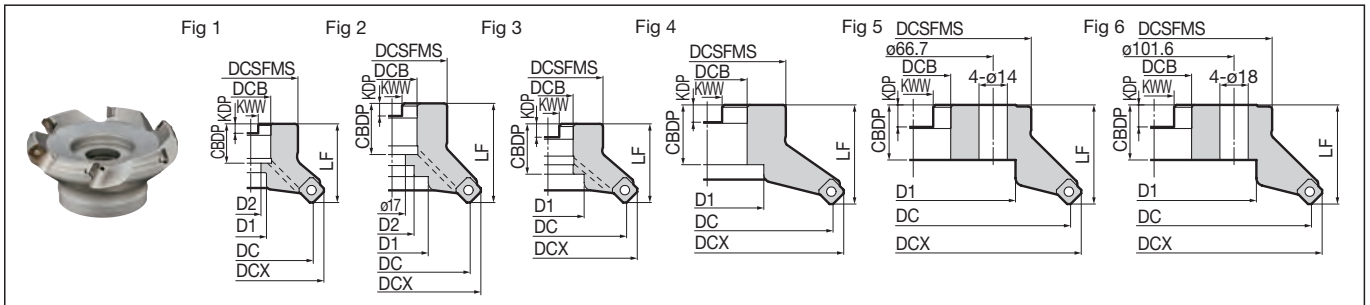 Fig 1
DCSFMS
DCB
KWW
KDP
CBDP
LF
D2
D1
DC
DCX
Fig 2
DCSFMS
DCB
KWW
KDP
CBDP
LF
ø17
D2
D1
DC
DCX
Fig 3
DCSFMS
DCB
KWW
KDP
CBDP
LF
D1
DC
DCX
Fig 4
DCSFMS
DCB
KWW
KDP
CBDP
LF
D1
DC
DCX
Fig 5
DCSFMS
ø66.7
DCB
4-ø14
KWW
KDP
CBDP
LF
D1
DC
DCX
Fig 6
DCSFMS
ø101.6
DCB
4-ø18
KWW
KDP
CBDP
LF
D1
DC
DCX